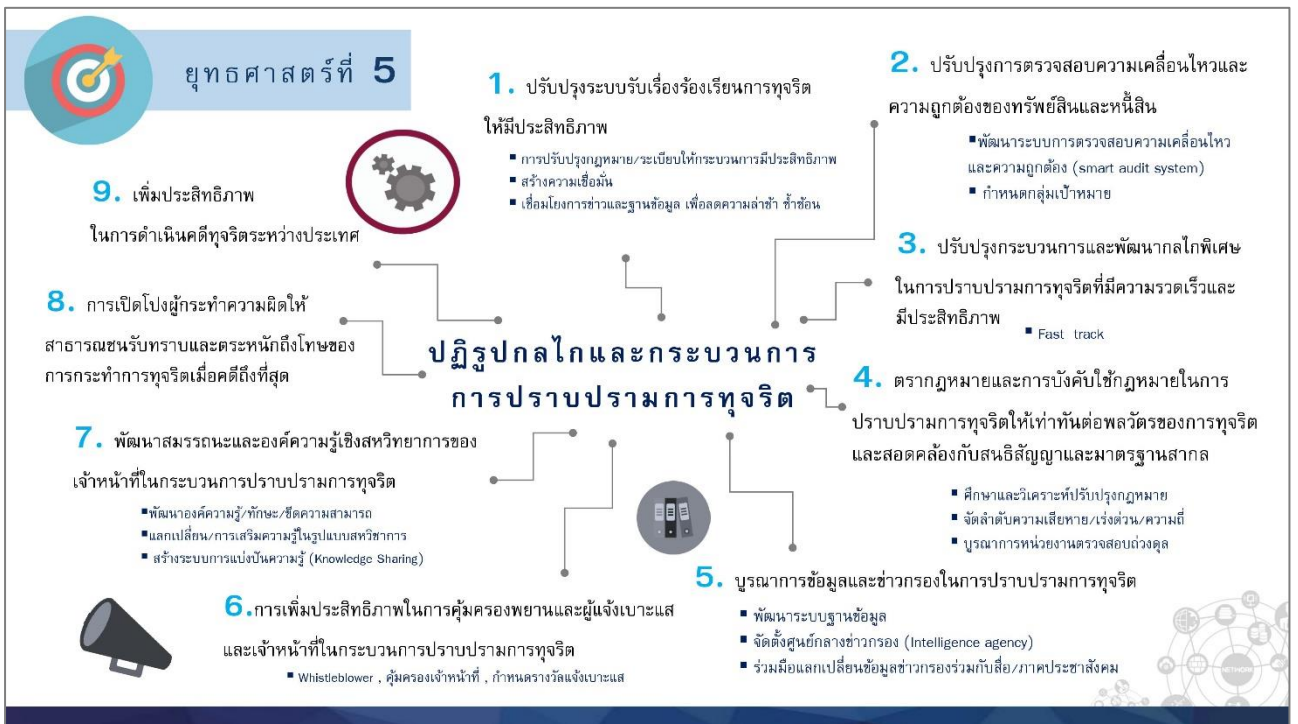 ยุทธศาสตร์ที่ 5
1. ปรับปรุงระบบรับเรื่องร้องเรียนการทุจริต
ให้มีประสิทธิภาพ
▪ การปรับปรุงกฎหมาย/ระเบียบให้กระบวนการมีประสิทธิภาพ
▪ สร้างความเชื่อมั่น
▪ เชื่อมโยงการข่าวและฐานข้อมูล เพื่อลดความล่าช้า ซ้ำซ้อน
2. ปรับปรุงการตรวจสอบความเคลื่อนไหวและ
ความถูกต้องของทรัพย์สินและหนี้สิน
▪พัฒนาระบบการตรวจสอบความเคลื่อนไหว
และความถูกต้อง (smart audit system)
▪ กำหนดกลุ่มเป้าหมาย
3. ปรับปรุงกระบวนการและพัฒนากลไกพิเศษ
ในการปราบปรามการทุจริตที่มีความรวดเร็วและ
มีประสิทธิภาพ
▪ Fast track
ปฏิรูปกลไกและกระบวนการ
การปราบปรามการทุจริต
4. ตรากฎหมายและการบังคับใช้กฎหมายในการ
ปราบปรามการทุจริตให้เท่าทันต่อพลวัตรของการทุจริต
และสอดคล้องกับสนธิสัญญาและมาตรฐานสากล
▪ ศึกษาและวิเคราะห์ปรับปรุงกฎหมาย
▪ จัดลำดับความเสียหาย/เร่งด่วน/ความถี่
▪ บูรณาการหน่วยงานตรวจสอบถ่วงดุล
5. บูรณาการข้อมูลและข่าวกรองในการปราบปรามการทุจริต
▪ พัฒนาระบบฐานข้อมูล
▪ จัดตั้งศูนย์กลางข่าวกรอง (Intelligence agency)
▪ ร่วมมือแลกเปลี่ยนข้อมูลข่าวกรองร่วมกับสื่อ/ภาคประชาสังคม
6.การเพิ่มประสิทธิภาพในการคุ้มครองพยานและผู้แจ้งเบาะแส
และเจ้าหน้าที่ในกระบวนการปราบปรามการทุจริต
▪ Whistleblower , คุ้มครองเจ้าหน้าที่ , กำหนดรางวัลแจ้งเบาะแส
7. พัฒนาสมรรถนะและองค์ความรู้เชิงสหวิทยาการของ
เจ้าหน้าที่ในกระบวนการปราบปรามการทุจริต
▪พัฒนาองค์ความรู้/ทักษะ/ขีดความสามารถ
▪แลกเปลี่ยน/การเสริมความรู้ในรูปแบบสหวิชาการ
▪ สร้างระบบการแบ่งปันความรู้ (Knowledge Sharing)
8. การเปิดโปงผู้กระทำความผิดให้
สาธารณชนรับทราบและตระหนักถึงโทษของ
การกระทำการทุจริตเมื่อคดีถึงที่สุด
9. เพิ่มประสิทธิภาพ
ในการดำเนินคดีทุจริตระหว่างประเทศ
NETWORK